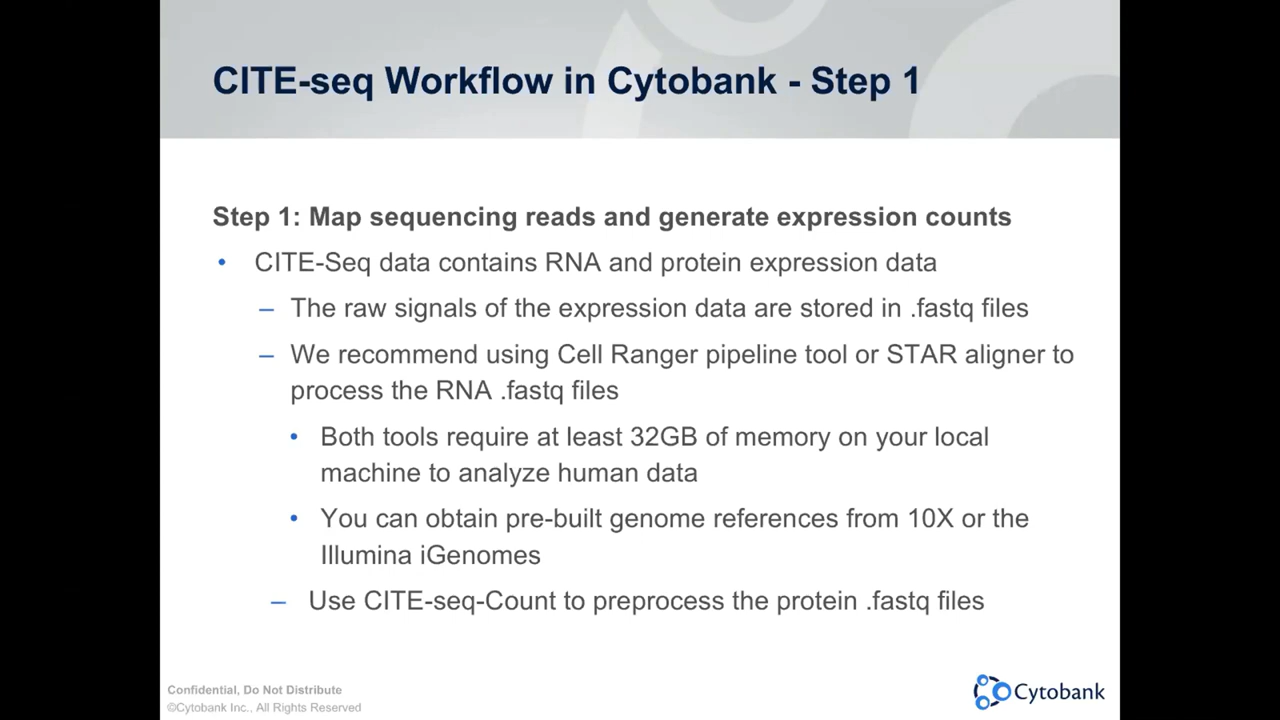 CITE-seq Workflow in Cytobank - Step 1
Step 1: Map sequencing reads and generate expression counts
• CITE-Seq data contains RNA and protein expression data
– The raw signals of the expression data are stored in .fastq files
– We recommend using Cell Ranger pipeline tool or STAR aligner to
process the RNA .fastq files
• Both tools require at least 32GB of memory on your local
machine to analyze human data
• You can obtain pre-built genome references from 10X or the
Illumina iGenomes
– Use CITE-seq-Count to preprocess the protein .fastq files
Confidential, Do Not Distribute
©Cytobank Inc., All Rights Reserved
Cytobank